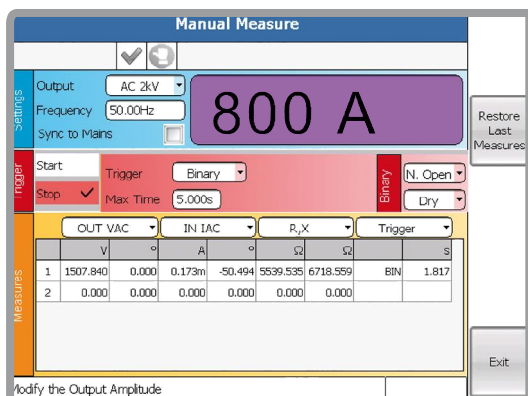 Manual Measure
Settings
Output AC 2kV
Frequency 50.00Hz
Sync to Mains
800 A
Restore
Last
Measures
Trigger
Start
Stop
Trigger Binary
Max Time 5.000s
Binary
N. Open
Dry
Measures
OUT VAC IN IAC R,X Trigger
V ° A ° Ω Ω s
1 1507.840 0.000 0.173m -50.494 5539.535 6718.559 BIN 1.817
2 0.000 0.000 0.000 0.000 0.000 0.000
Exit
Modify the Output Amplitude